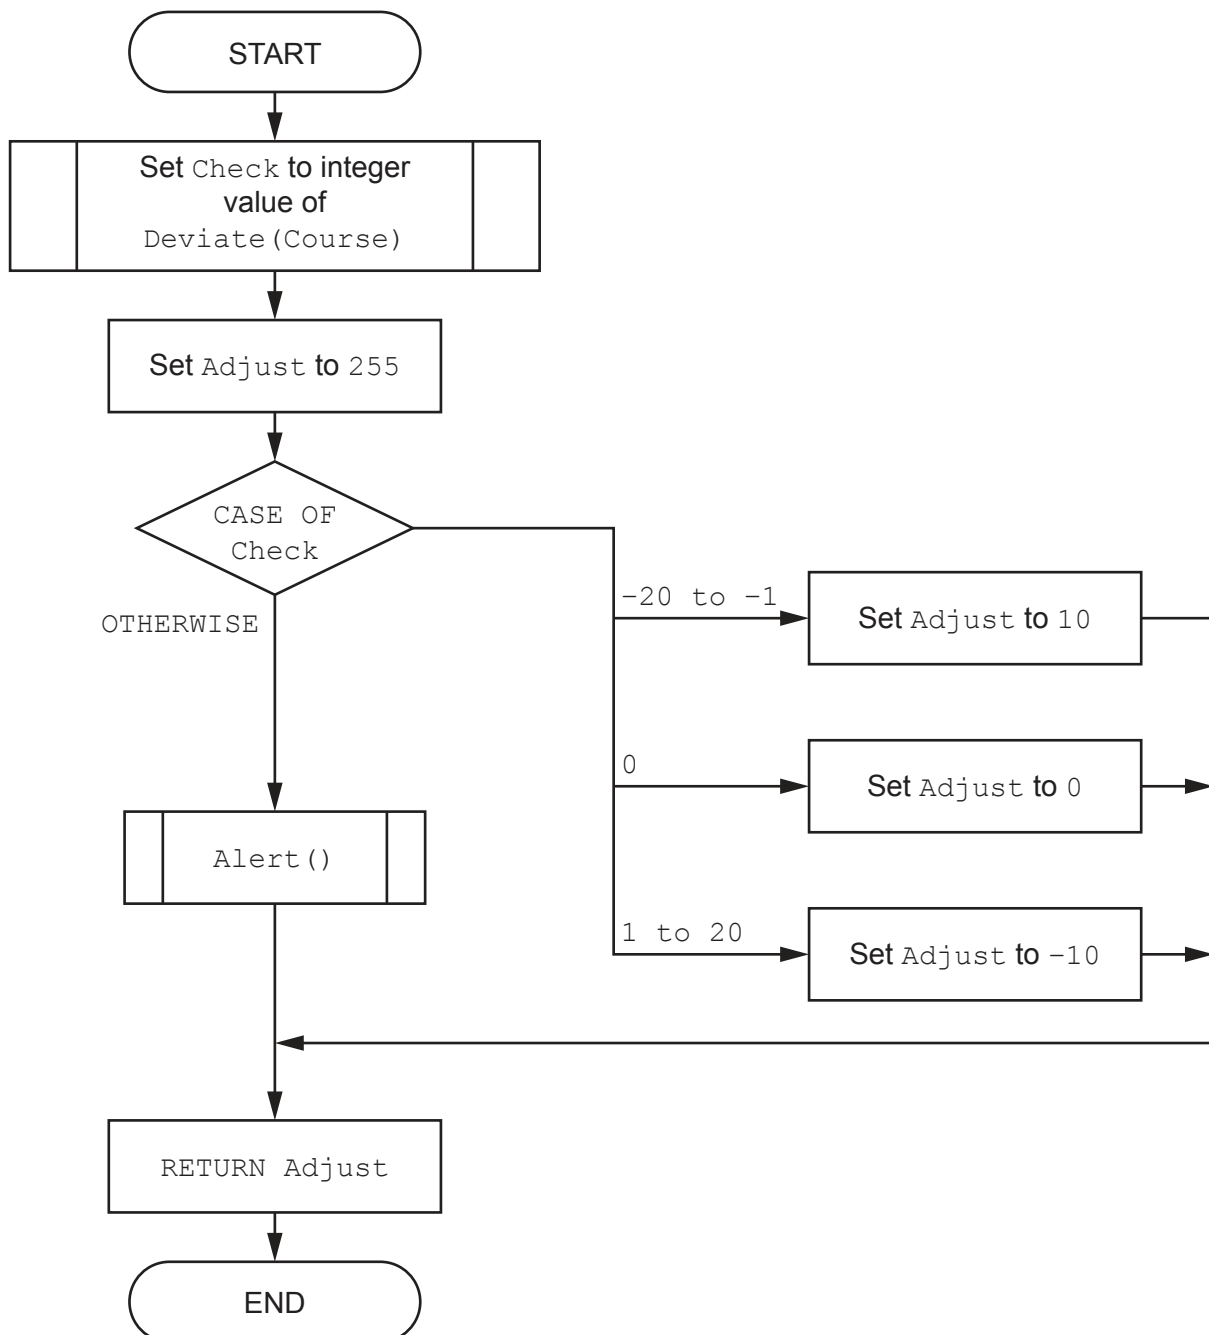 START
Set Check to integer
value of
Deviate(Course)
Set Adjust to 255
CASE OF
Check
OTHERWISE
−20 to −1
Set Adjust to 10
0
Set Adjust to 0
Alert()
1 to 20
Set Adjust to −10
RETURN Adjust
END